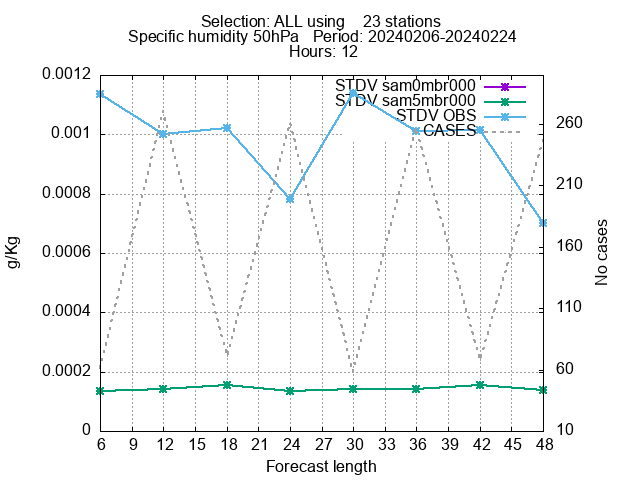 Selection: ALL using    23 stations
Specific humidity 50hPa   Period: 20240206-20240224
Hours: 12
STDV sam0mbr000
STDV sam5mbr000
STDV OBS
CASES
0.0012
0.001
0.0008
0.0006
0.0004
0.0002
0
g/Kg
260
210
160
110
60
10
No cases
6 9 12 15 18 21 24 27 30 33 36 39 42 45 48
Forecast length